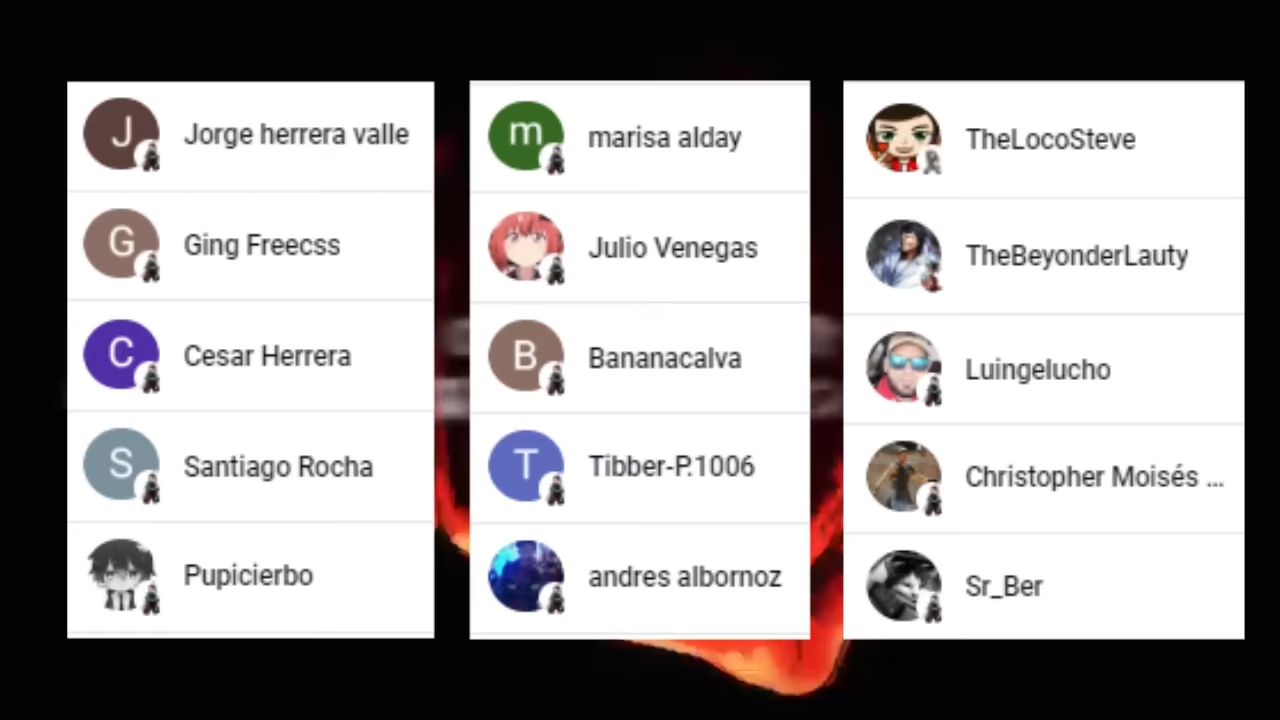 J
Jorge herrera valle
G
Ging Freecss
C
Cesar Herrera
S
Santiago Rocha
Pupicierbo
m
marisa alday
Julio Venegas
B
Bananacalva
T
Tibber-P.1006
andres albornoz
TheLocoSteve
TheBeyonderLauty
Luingelucho
Christopher Moisés ...
Sr_Ber